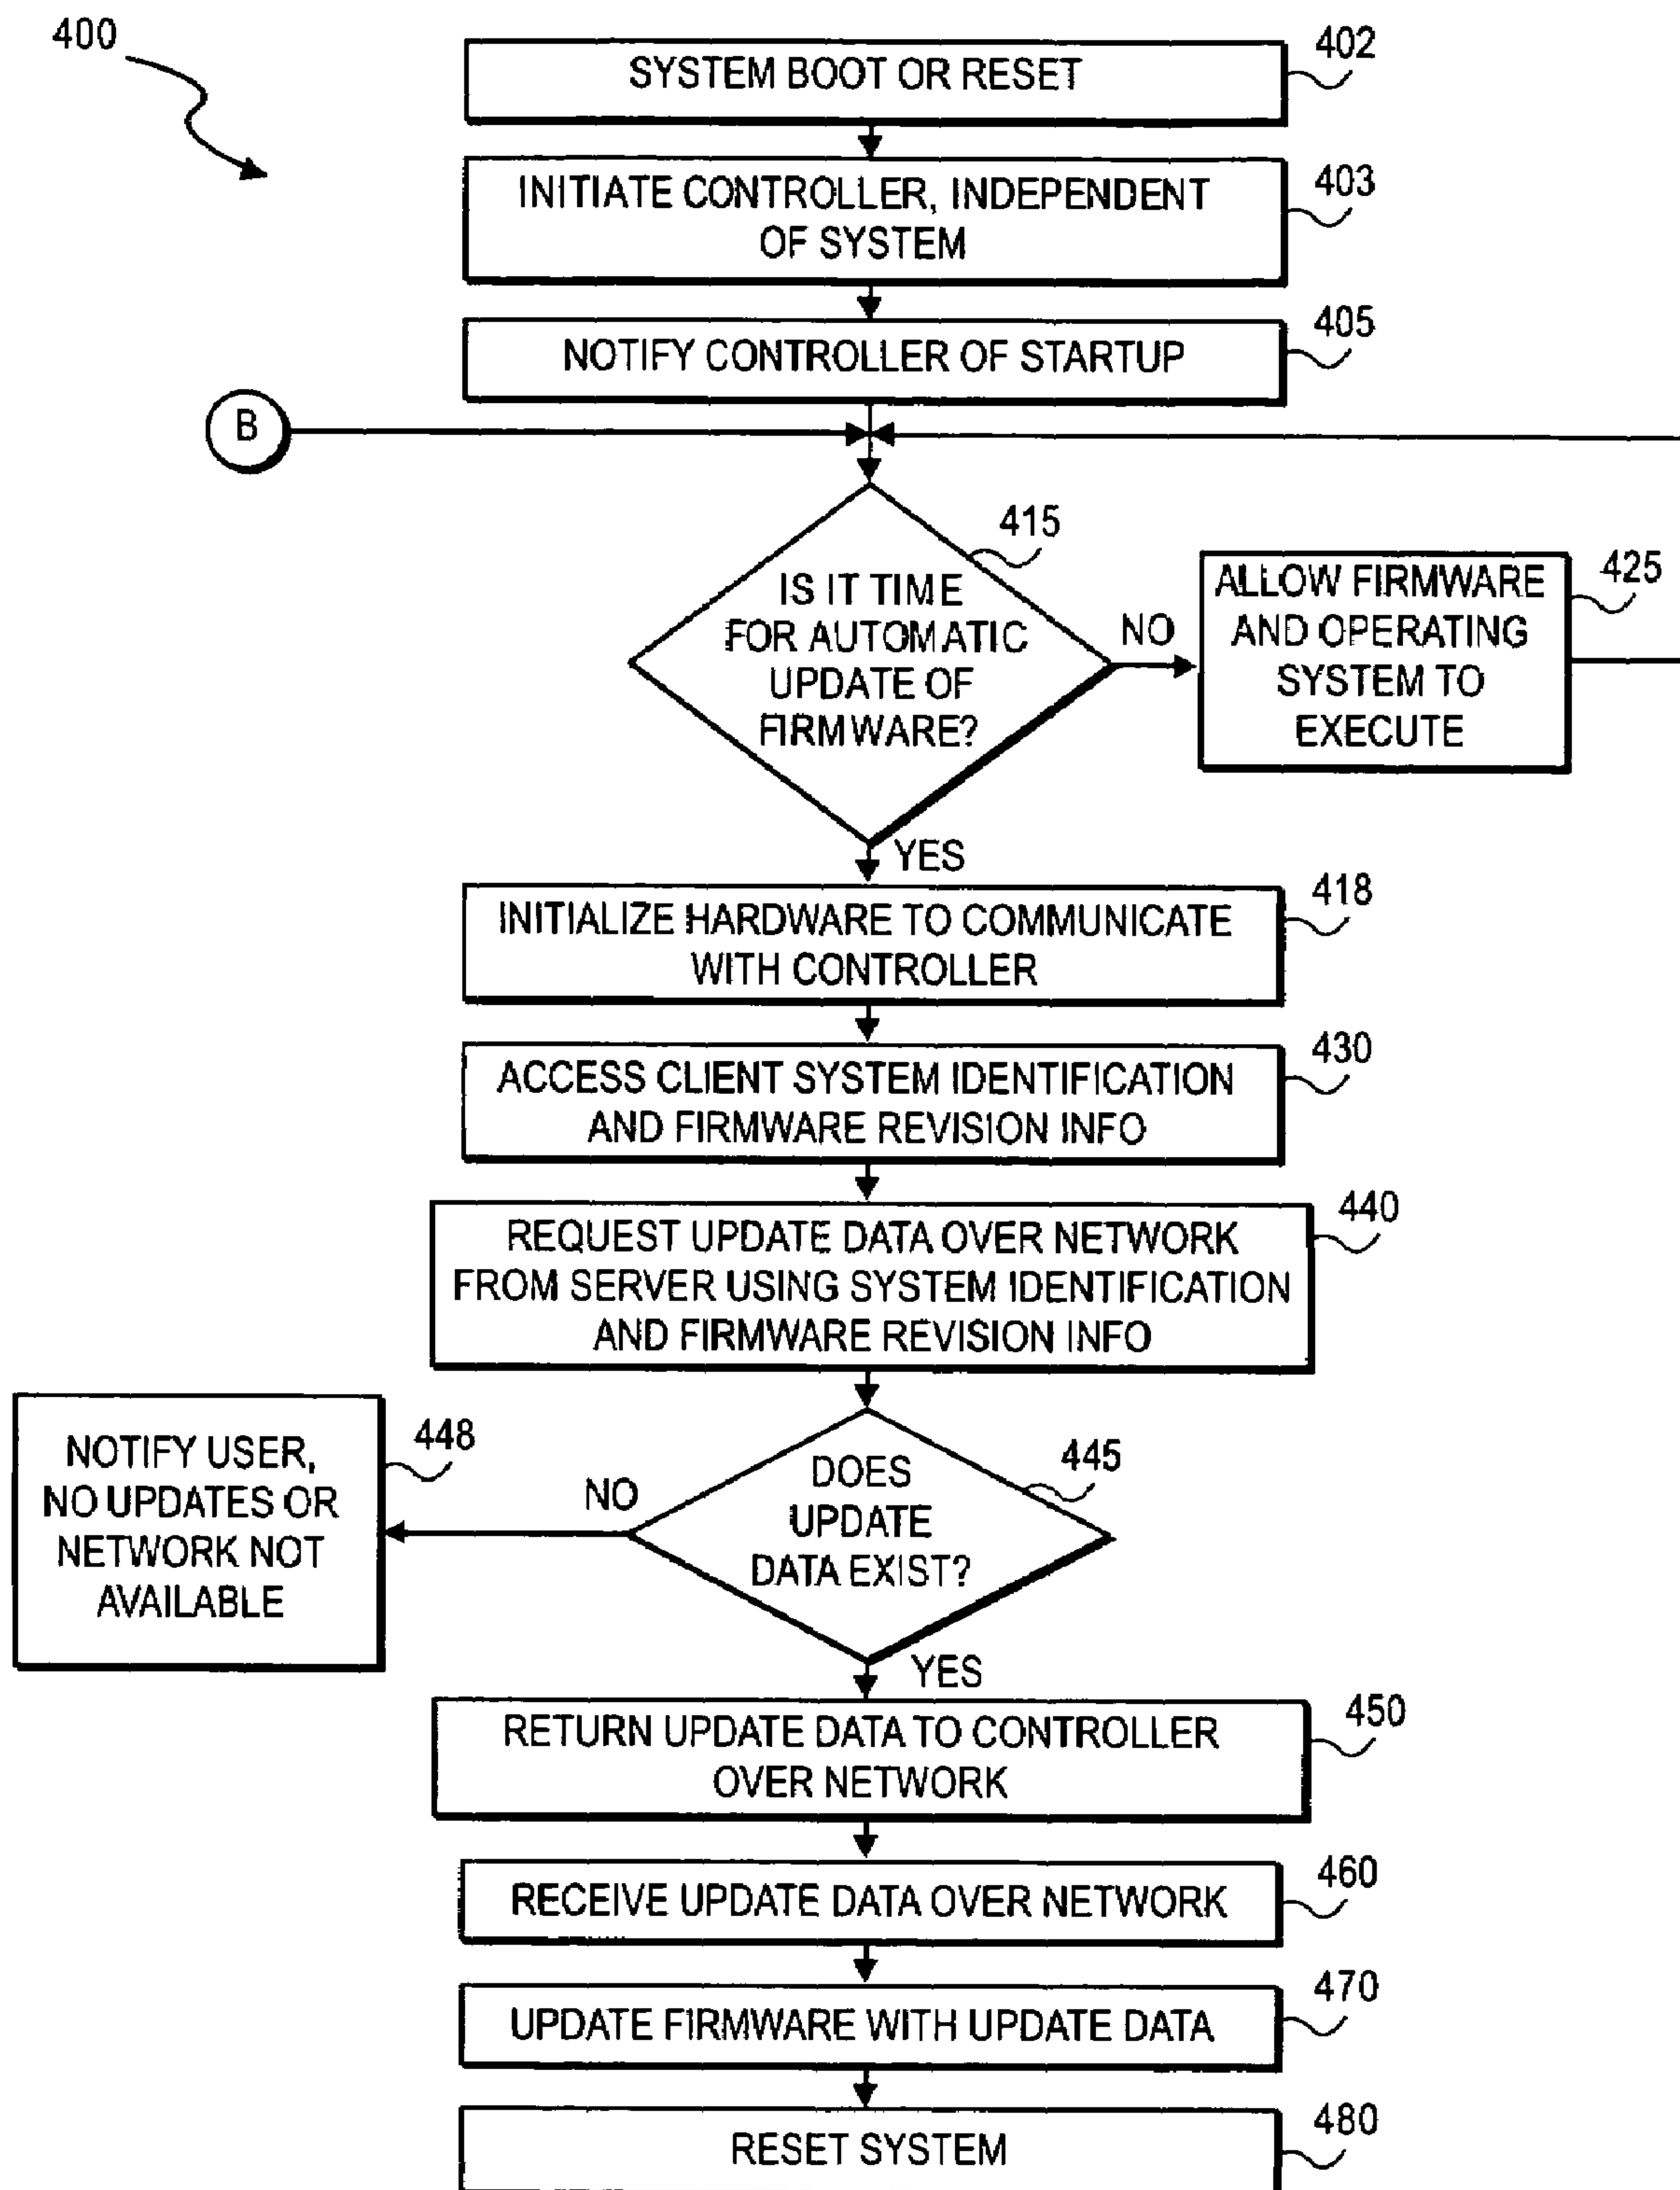 400
SYSTEM BOOT OR RESET
402
INITIATE CONTROLLER, INDEPENDENT
OF SYSTEM
403
NOTIFY CONTROLLER OF STARTUP
405
B
415
IS IT TIME
FOR AUTOMATIC
UPDATE OF
FIRMWARE?
NO
ALLOW FIRMWARE
AND OPERATING
SYSTEM TO
EXECUTE
425
YES
INITIALIZE HARDWARE TO COMMUNICATE
WITH CONTROLLER
418
ACCESS CLIENT SYSTEM IDENTIFICATION
AND FIRMWARE REVISION INFO
430
REQUEST UPDATE DATA OVER NETWORK
FROM SERVER USING SYSTEM IDENTIFICATION
AND FIRMWARE REVISION INFO
440
NOTIFY USER,
NO UPDATES OR
NETWORK NOT
AVAILABLE
448
NO
DOES
UPDATE
DATA EXIST?
445
YES
RETURN UPDATE DATA TO CONTROLLER
OVER NETWORK
450
RECEIVE UPDATE DATA OVER NETWORK
460
UPDATE FIRMWARE WITH UPDATE DATA
470
RESET SYSTEM
480